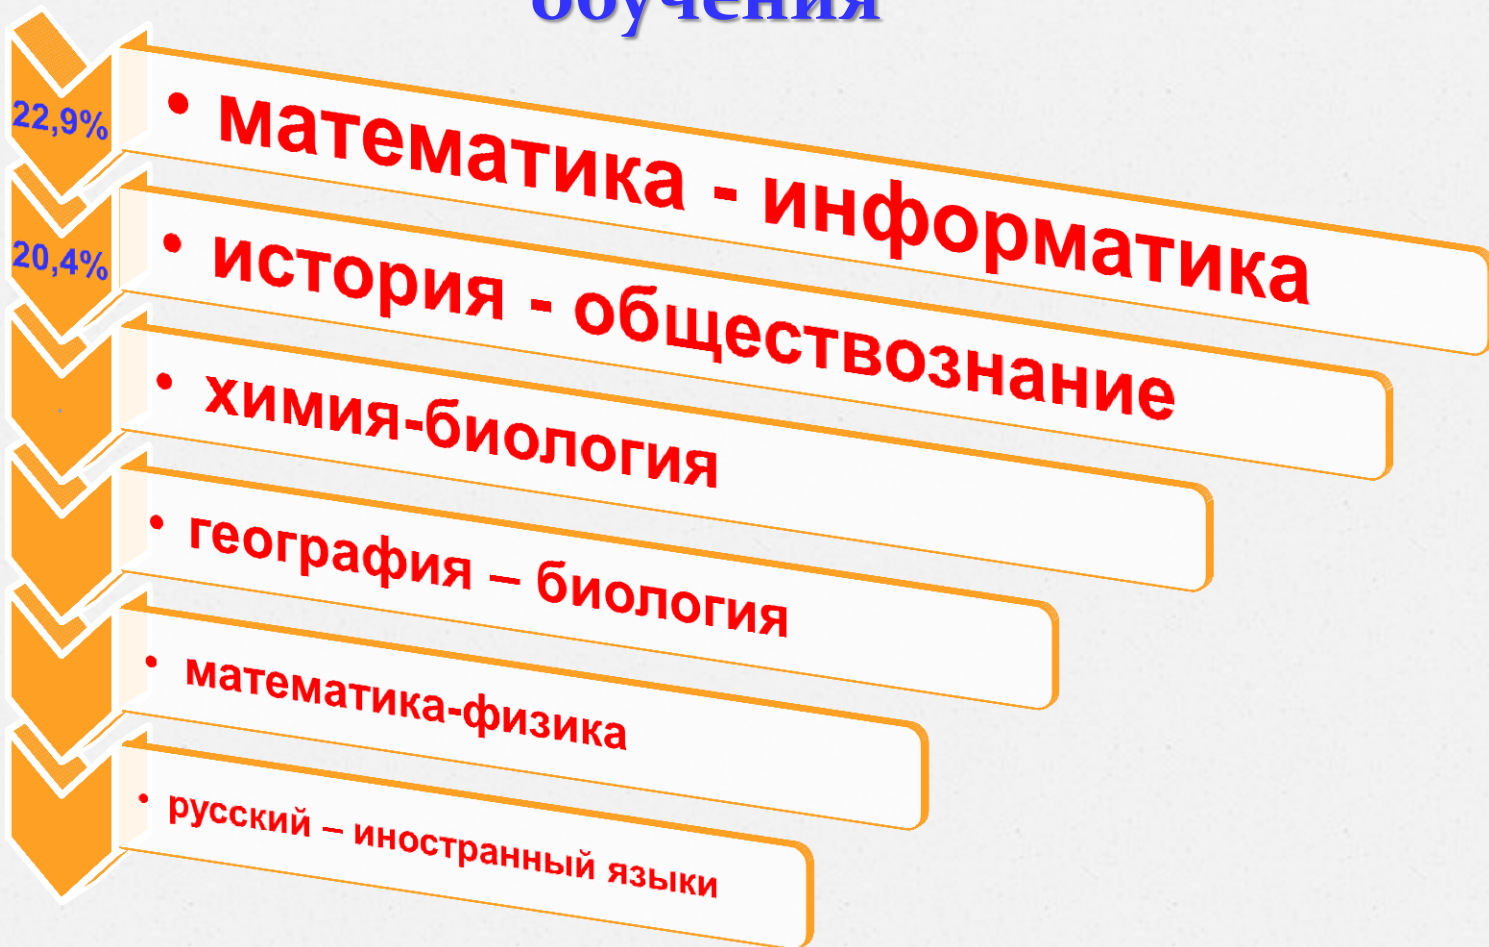 обучения
22,9%
• математика - информатика
20,4%
• история - обществознание
• химия-биология
• география – биология
• математика-физика
• русский – иностранный языки